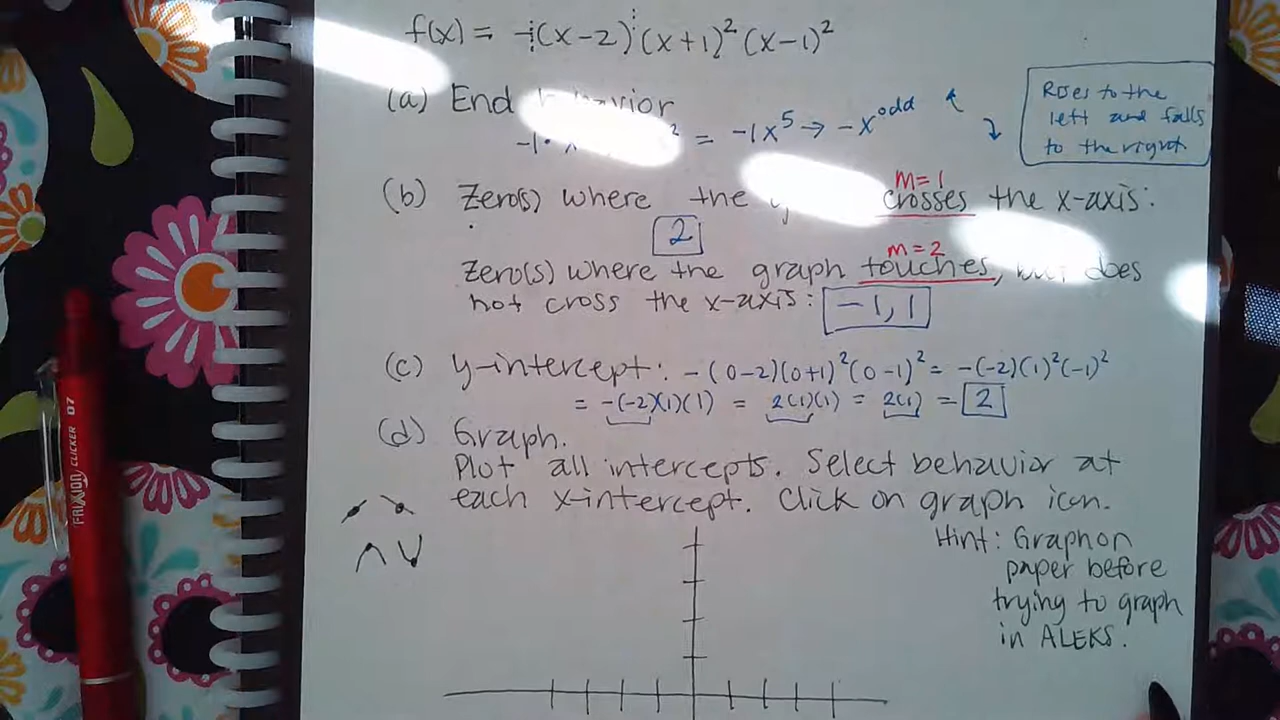 f(x) = -1(x-2)¹(x+1)²(x-1)²
(a) End
-1· = -1x⁵ → -x^odd ↖ ↘
Rises to the
left and falls
to the right.
m=1
(b) Zero(s) where the crosses the x-axis:
2
m=2
Zero(s) where the graph touches, does
not cross the x-axis: -1, 1
(c) y-intercept: -(0-2)(0+1)²(0-1)² = -(-2)(1)²(-1)²
= -(-2)(1)(1) = 2(1)(1) = 2(1) = 2
(d) Graph.
Plot all intercepts. Select behavior at
each x-intercept. Click on graph icon.
Hint: Graph on
paper before
trying to graph
in ALEKS.
FRIXION CLICKER 07